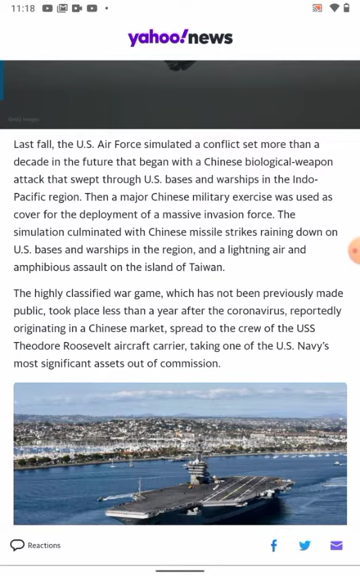 11:18
yahoo!news
Getty Images
Last fall, the U.S. Air Force simulated a conflict set more than a
decade in the future that began with a Chinese biological-weapon
attack that swept through U.S. bases and warships in the Indo-
Pacific region. Then a major Chinese military exercise was used as
cover for the deployment of a massive invasion force. The
simulation culminated with Chinese missile strikes raining down on
U.S. bases and warships in the region, and a lightning air and
amphibious assault on the island of Taiwan.
The highly classified war game, which has not been previously made
public, took place less than a year after the coronavirus, reportedly
originating in a Chinese market, spread to the crew of the USS
Theodore Roosevelt aircraft carrier, taking one of the U.S. Navy's
most significant assets out of commission.
Reactions